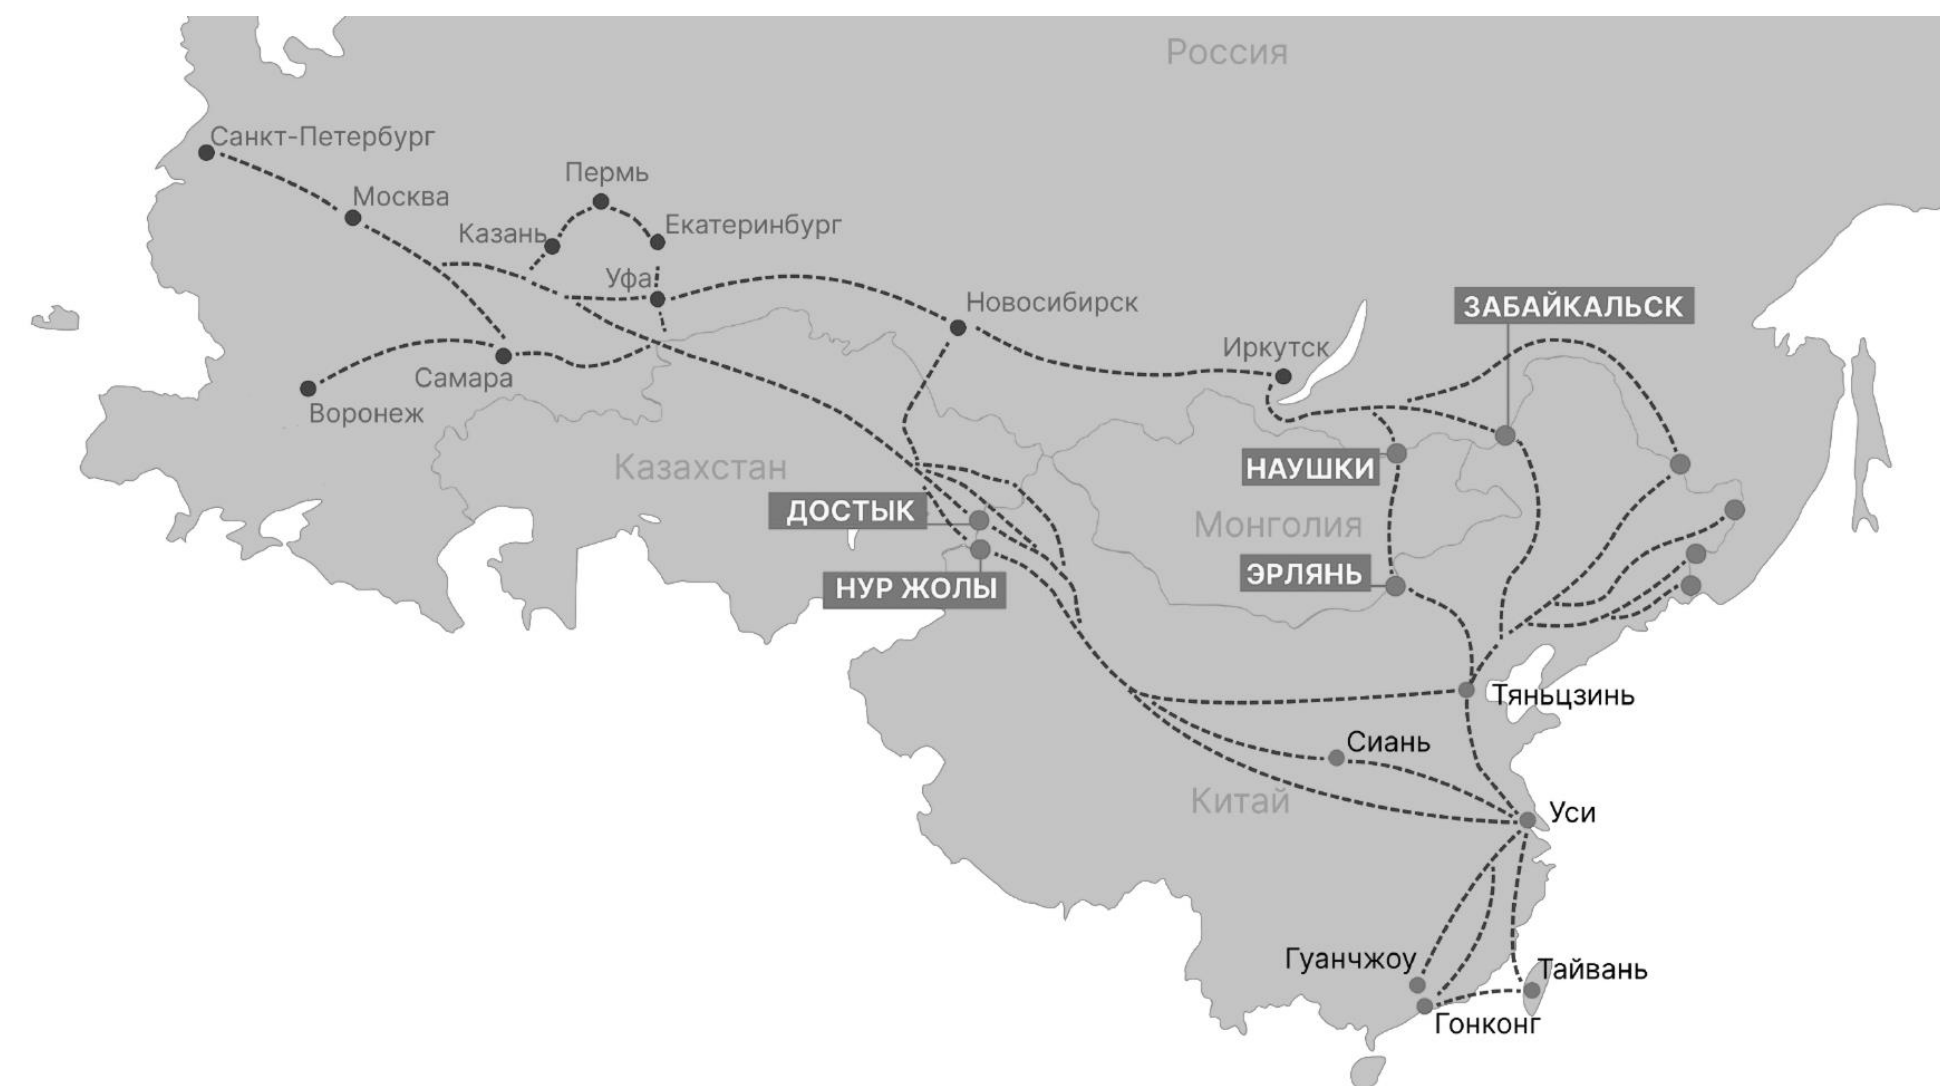 Россия
Санкт-Петербург
Пермь
Москва
Екатеринбург
Казань
Уфа
Новосибирск
ЗАБАЙКАЛЬСК
Иркутск
Самара
Воронеж
Казахстан
НАУШКИ
ДОСТЫК
Монголия
ЭРЛЯНЬ
НУР ЖОЛЫ
Тяньцзинь
Сиань
Китай
Уси
Гуанчжоу
Тайвань
Гонконг